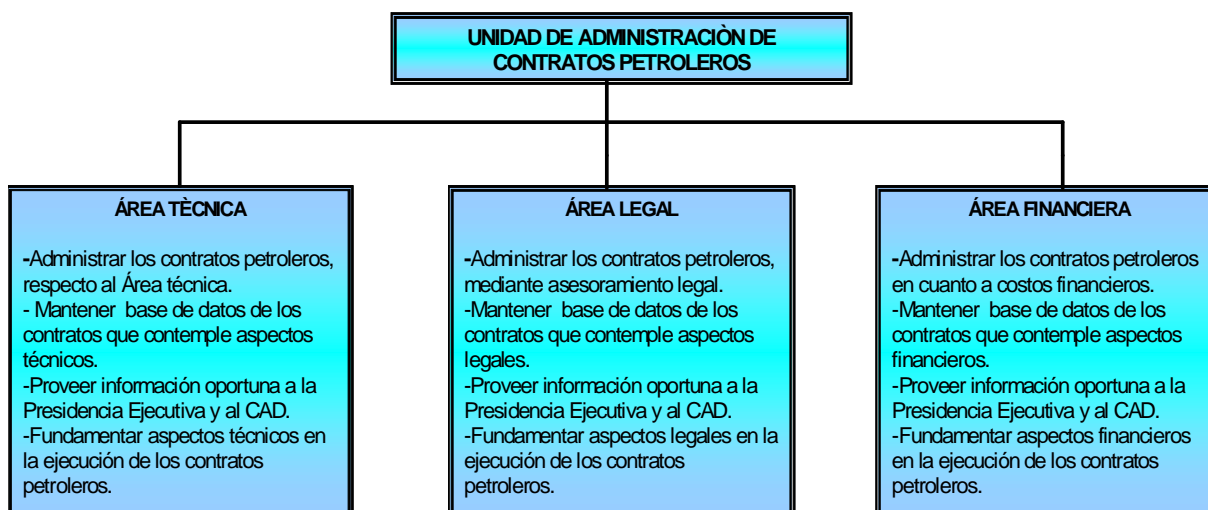 UNIDAD DE ADMINISTRACIÒN DE
CONTRATOS PETROLEROS
ÁREA TÈCNICA
-Administrar los contratos petroleros,
respecto al Área técnica.
- Mantener base de datos de los
contratos que contemple aspectos
técnicos.
-Proveer información oportuna a la
Presidencia Ejecutiva y al CAD.
-Fundamentar aspectos técnicos en
la ejecución de los contratos
petroleros.
ÁREA LEGAL
-Administrar los contratos petroleros,
mediante asesoramiento legal.
-Mantener base de datos de los
contratos que contemple aspectos
legales.
-Proveer información oportuna a la
Presidencia Ejecutiva y al CAD.
-Fundamentar aspectos legales en la
ejecución de los contratos
petroleros.
ÁREA FINANCIERA
-Administrar los contratos petroleros
en cuanto a costos financieros.
-Mantener base de datos de los
contratos que contemple aspectos
financieros.
-Proveer información oportuna a la
Presidencia Ejecutiva y al CAD.
-Fundamentar aspectos financieros
en la ejecución de los contratos
petroleros.